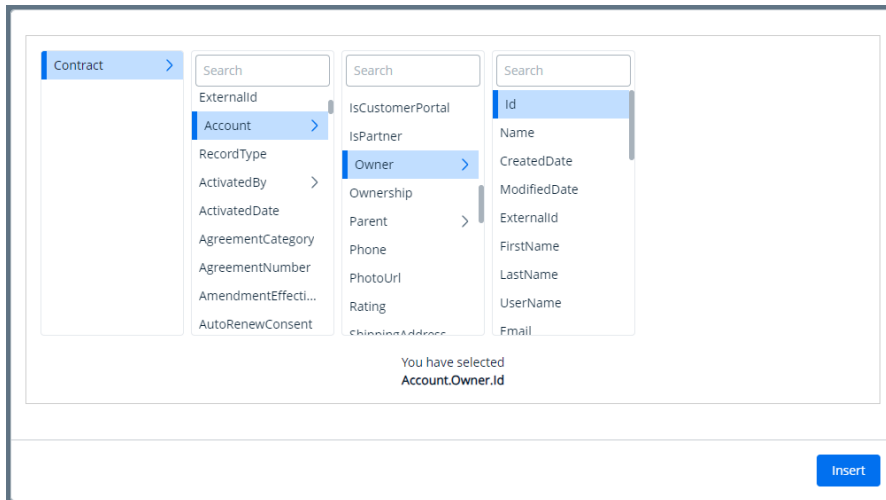 Contract
Search
ExternalId
Account
RecordType
ActivatedBy
ActivatedDate
AgreementCategory
AgreementNumber
AmendmentEffecti...
AutoRenewConsent
Search
IsCustomerPortal
IsPartner
Owner
Ownership
Parent
Phone
PhotoUrl
Rating
ShippingAddress
Search
Id
Name
CreatedDate
ModifiedDate
ExternalId
FirstName
LastName
UserName
Email
You have selected
Account.Owner.Id
Insert